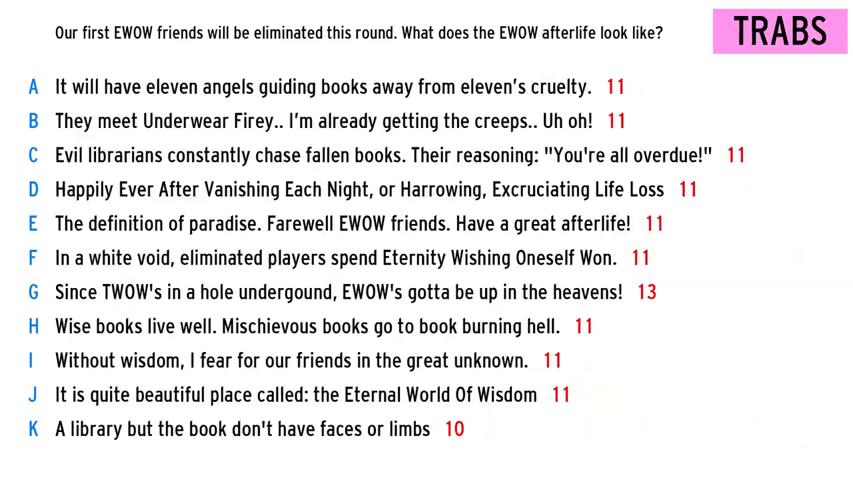 Our first EWOW friends will be eliminated this round. What does the EWOW afterlife look like?
TRABS
A It will have eleven angels guiding books away from eleven's cruelty. 11
B They meet Underwear Firey.. I'm already getting the creeps.. Uh oh! 11
C Evil librarians constantly chase fallen books. Their reasoning: "You're all overdue!" 11
D Happily Ever After Vanishing Each Night, or Harrowing, Excruciating Life Loss 11
E The definition of paradise. Farewell EWOW friends. Have a great afterlife! 11
F In a white void, eliminated players spend Eternity Wishing Oneself Won. 11
G Since TWOW's in a hole undergound, EWOW's gotta be up in the heavens! 13
H Wise books live well. Mischievous books go to book burning hell. 11
I Without wisdom, I fear for our friends in the great unknown. 11
J It is quite beautiful place called: the Eternal World Of Wisdom 11
K A library but the book don't have faces or limbs 10